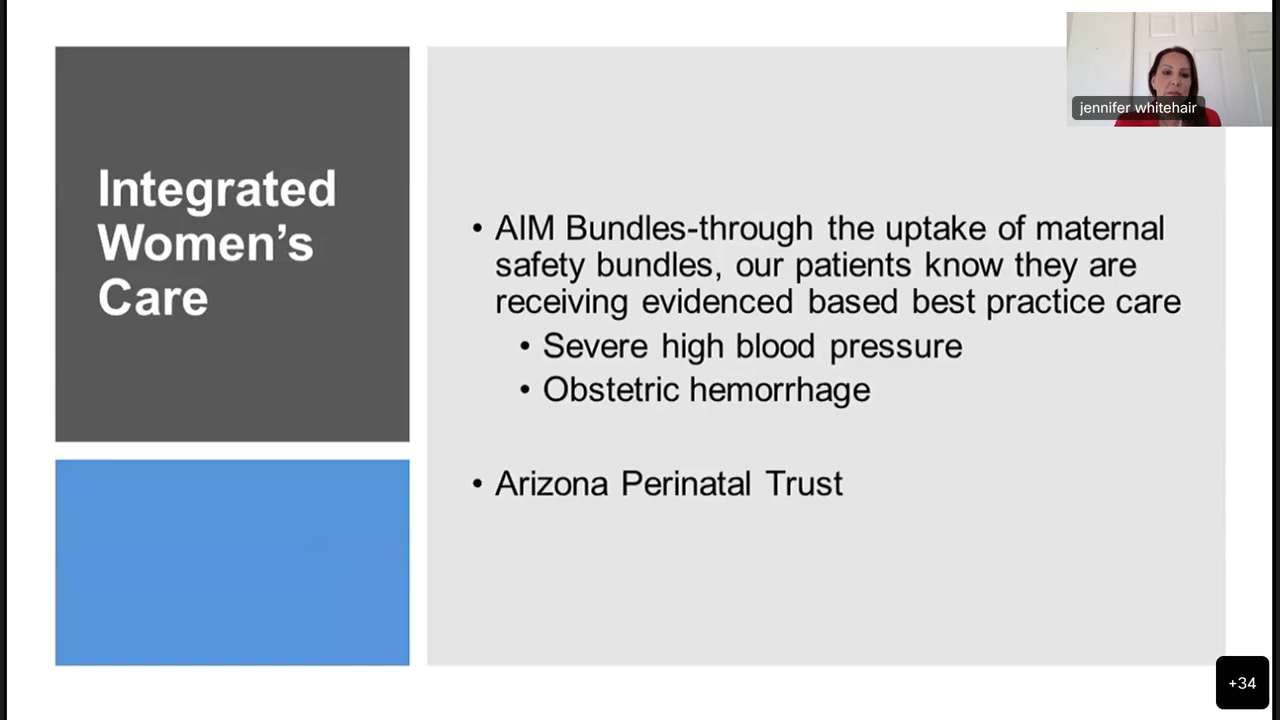 jennifer whitehair
Integrated
Women’s
Care
• AIM Bundles-through the uptake of maternal
safety bundles, our patients know they are
receiving evidenced based best practice care
• Severe high blood pressure
• Obstetric hemorrhage
• Arizona Perinatal Trust
+34